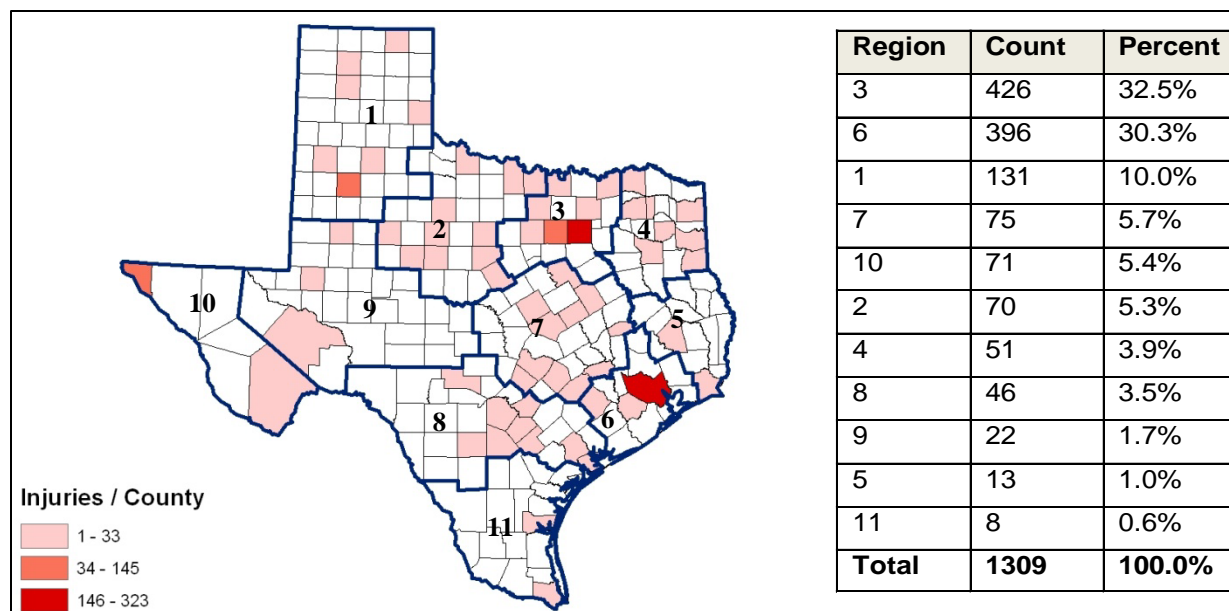 1
2
3
4
5
6
7
8
9
10
11
Injuries / County
1 - 33
34 - 145
146 - 323
Region Count Percent
3 426 32.5%
6 396 30.3%
1 131 10.0%
7 75 5.7%
10 71 5.4%
2 70 5.3%
4 51 3.9%
8 46 3.5%
9 22 1.7%
5 13 1.0%
11 8 0.6%
Total 1309 100.0%